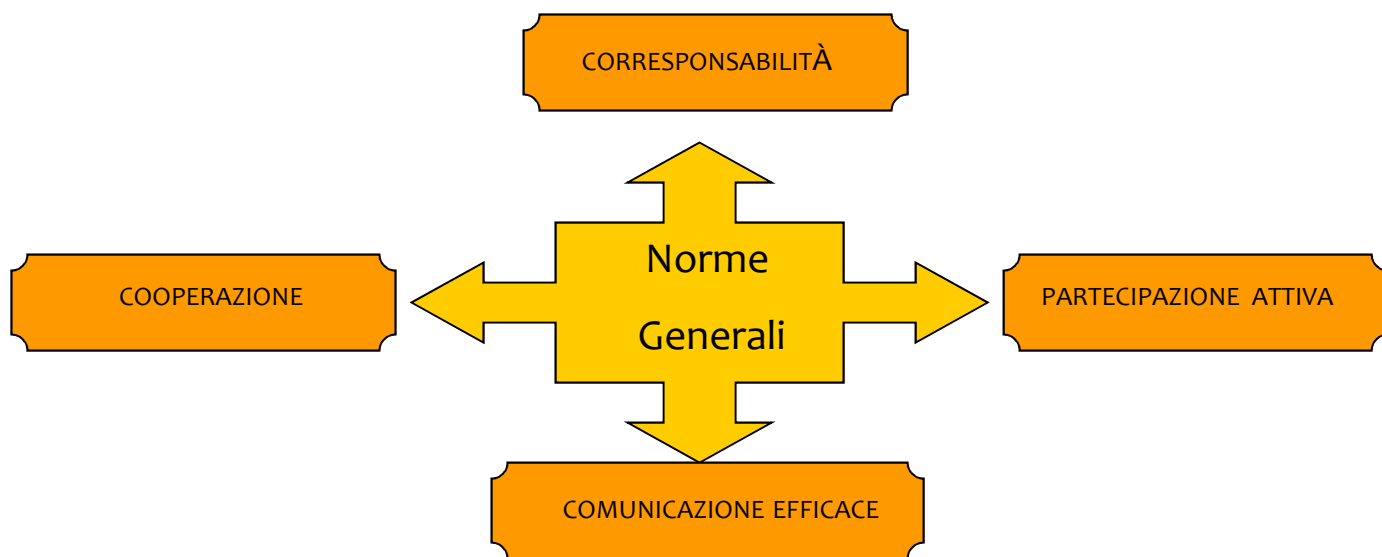 CORRESPONSABILITÀ
Norme
Generali
COOPERAZIONE
PARTECIPAZIONE ATTIVA
COMUNICAZIONE EFFICACE